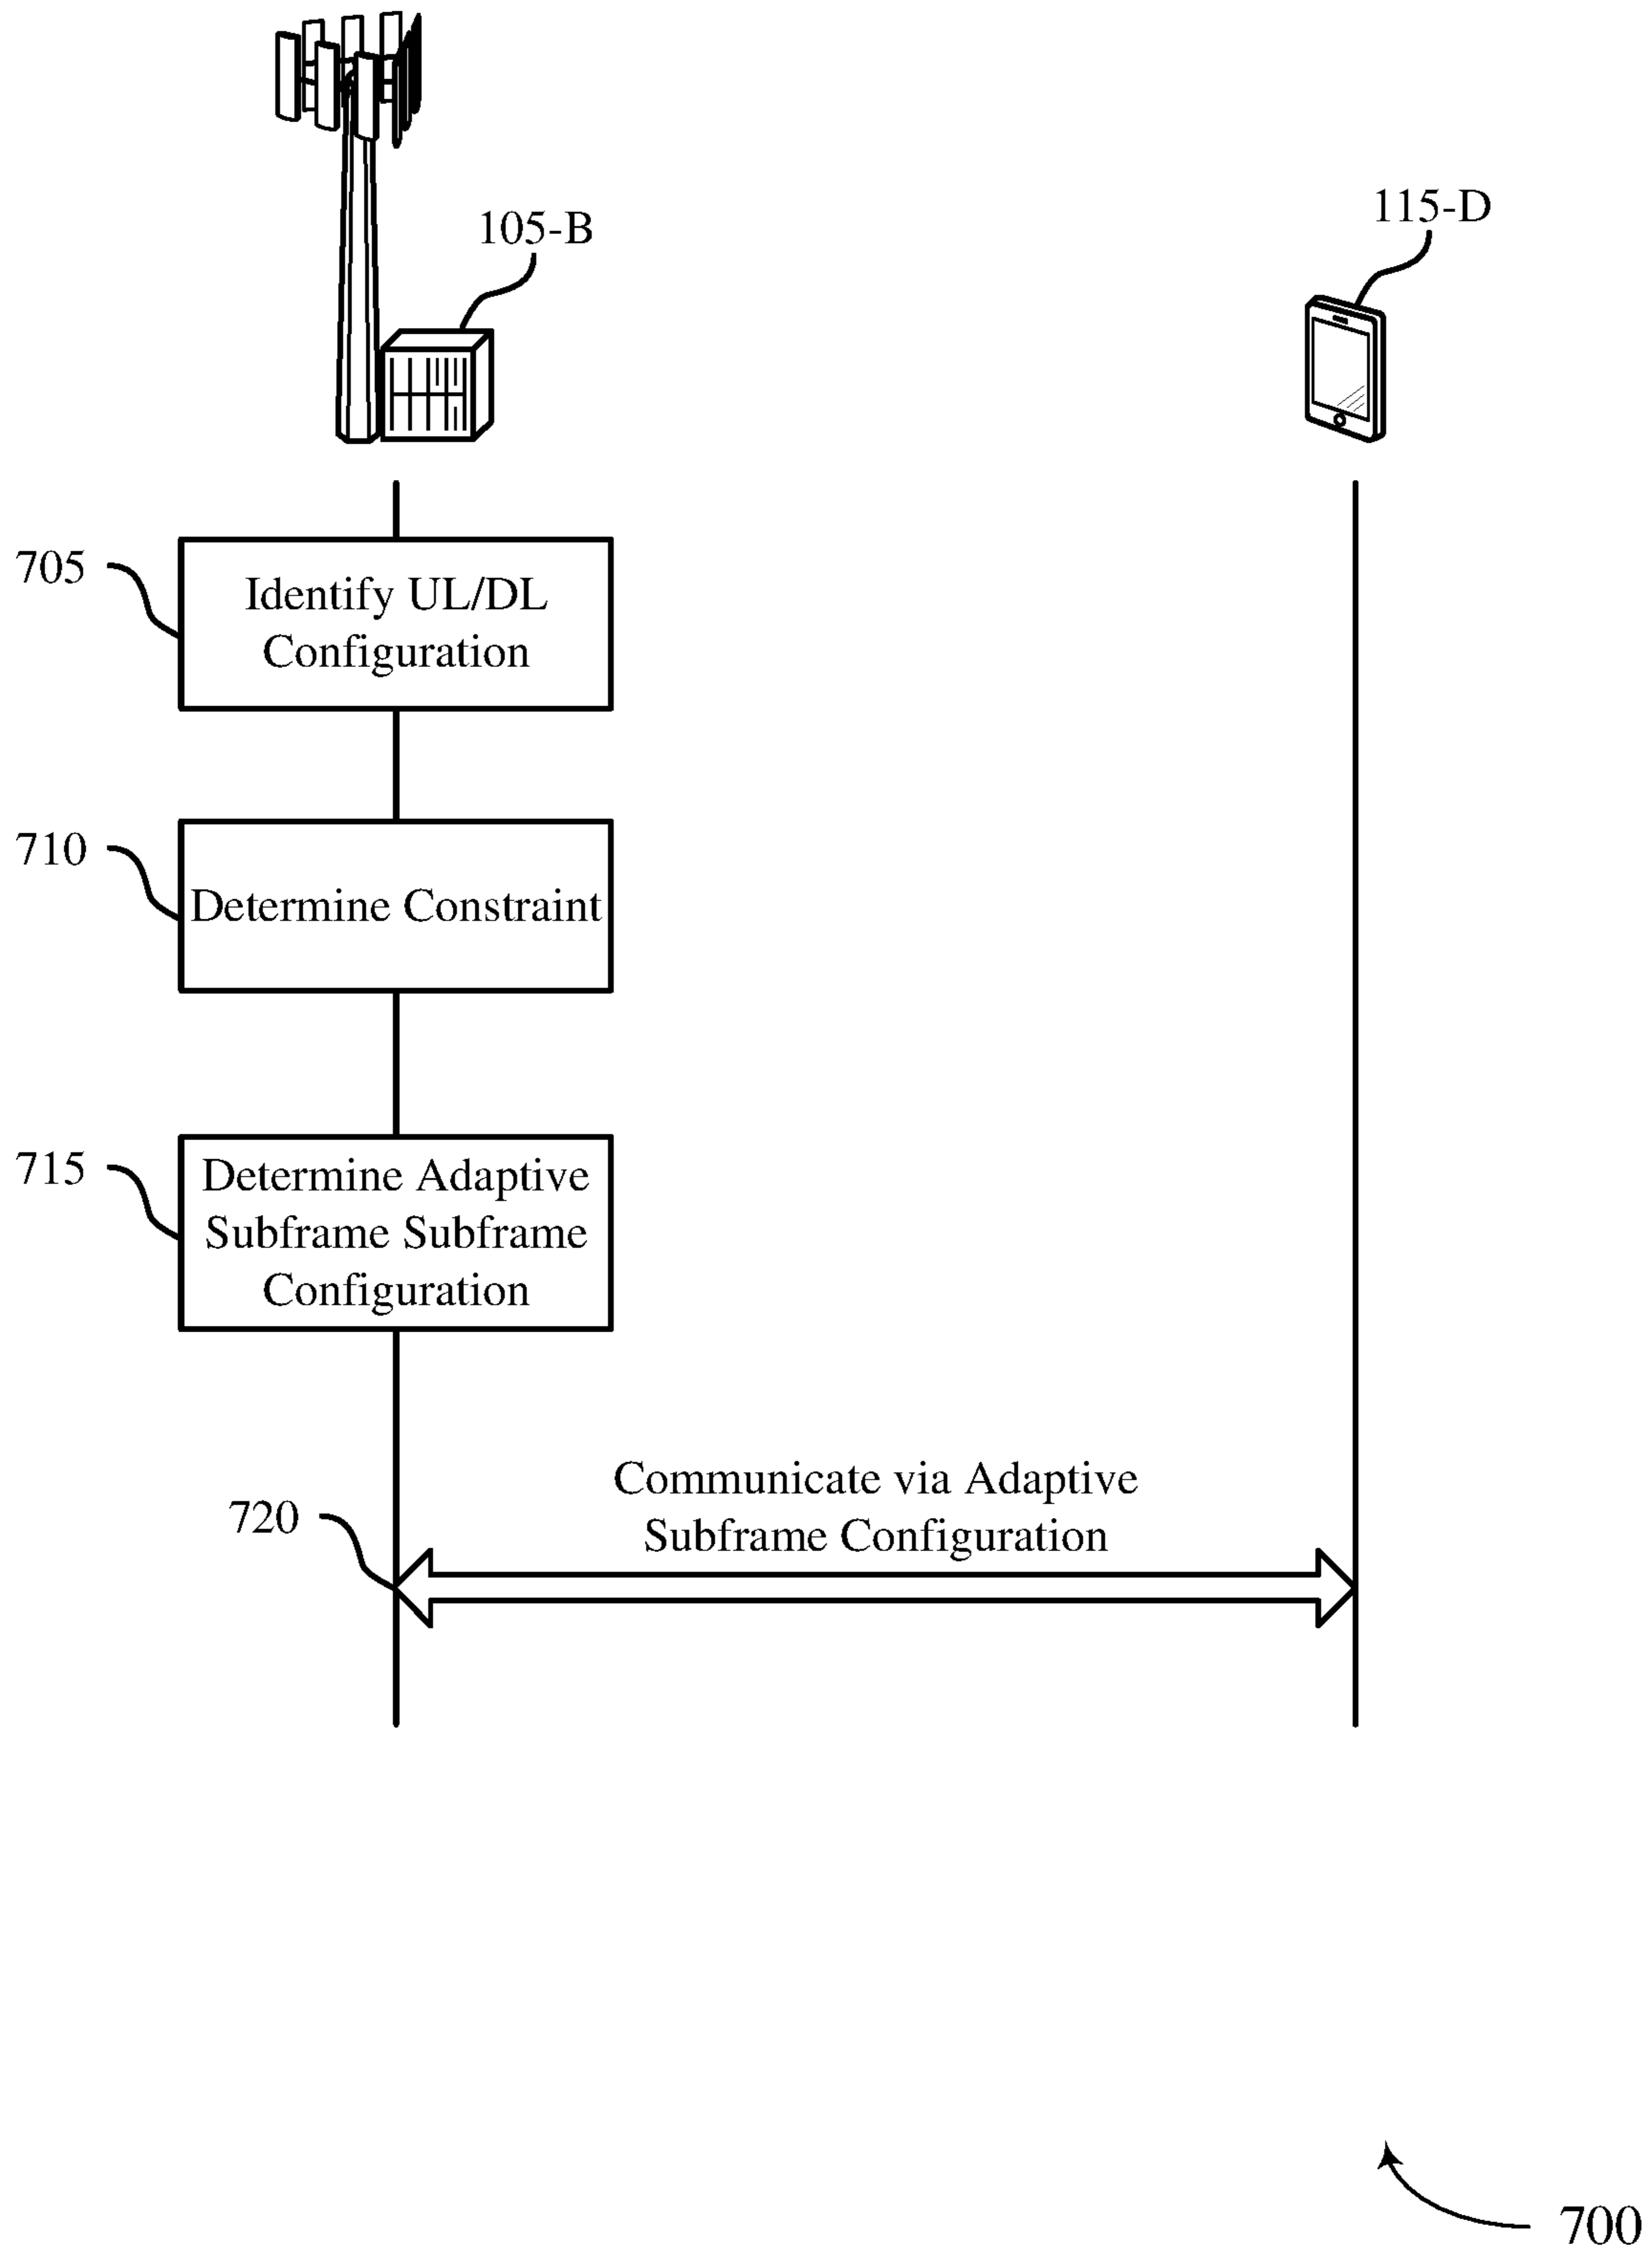 105-B
115-D
705
Identify UL/DL
Configuration
710
Determine Constraint
715
Determine Adaptive
Subframe Subframe
Configuration
Communicate via Adaptive
Subframe Configuration
720
700